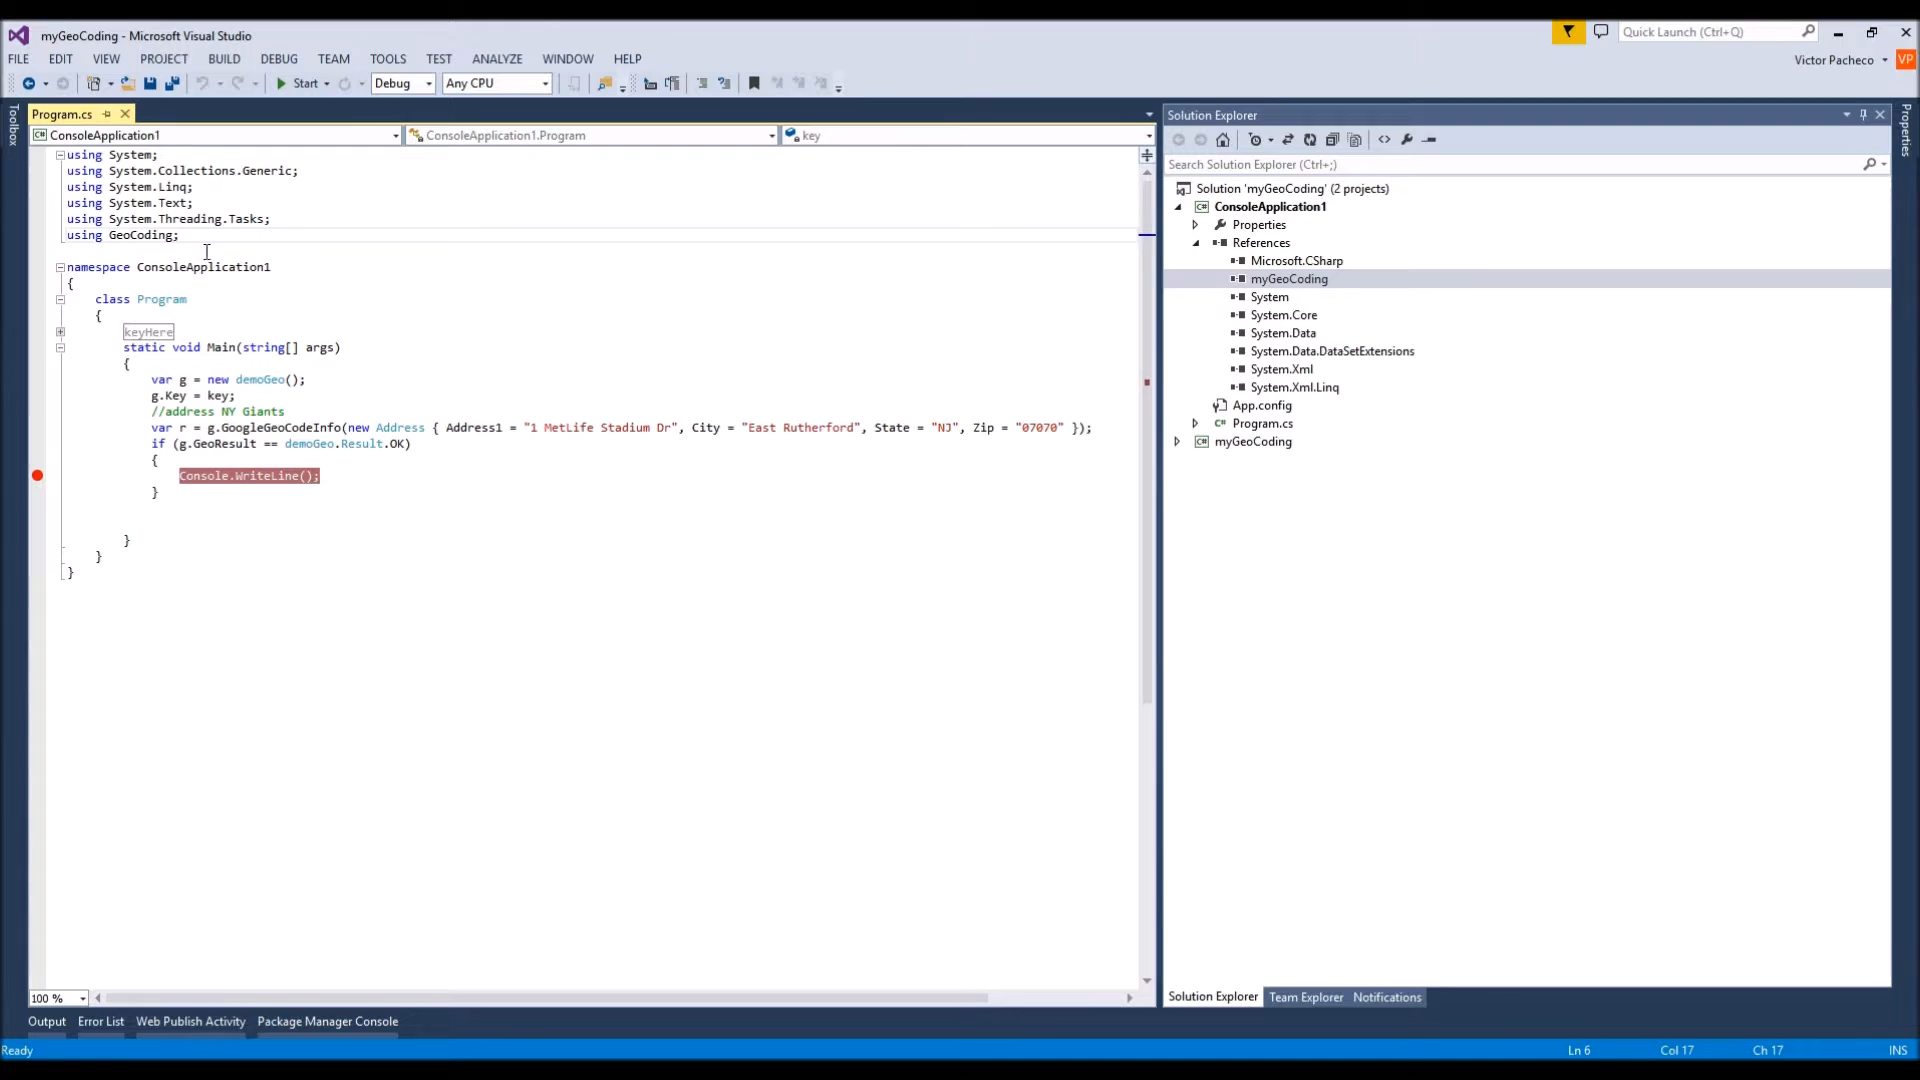 myGeoCoding - Microsoft Visual Studio
Quick Launch (Ctrl+Q)
FILE EDIT VIEW PROJECT BUILD DEBUG TEAM TOOLS TEST ANALYZE WINDOW HELP
Victor Pacheco VP
Start Debug Any CPU
Toolbox
Program.cs
ConsoleApplication1 ConsoleApplication1.Program key
using System;
using System.Collections.Generic;
using System.Linq;
using System.Text;
using System.Threading.Tasks;
using GeoCoding;
namespace ConsoleApplication1
{
class Program
{
keyHere
static void Main(string[] args)
{
var g = new demoGeo();
g.Key = key;
//address NY Giants
var r = g.GoogleGeoCodeInfo(new Address { Address1 = "1 MetLife Stadium Dr", City = "East Rutherford", State = "NJ", Zip = "07070" });
if (g.GeoResult == demoGeo.Result.OK)
{
Console.WriteLine();
}
}
}
}
100 %
Solution Explorer
Search Solution Explorer (Ctrl+;)
Solution 'myGeoCoding' (2 projects)
C# ConsoleApplication1
Properties
References
Microsoft.CSharp
myGeoCoding
System
System.Core
System.Data
System.Data.DataSetExtensions
System.Xml
System.Xml.Linq
App.config
C# Program.cs
C# myGeoCoding
Solution Explorer Team Explorer Notifications
Properties
Output Error List Web Publish Activity Package Manager Console
Ready Ln 6 Col 17 Ch 17 INS